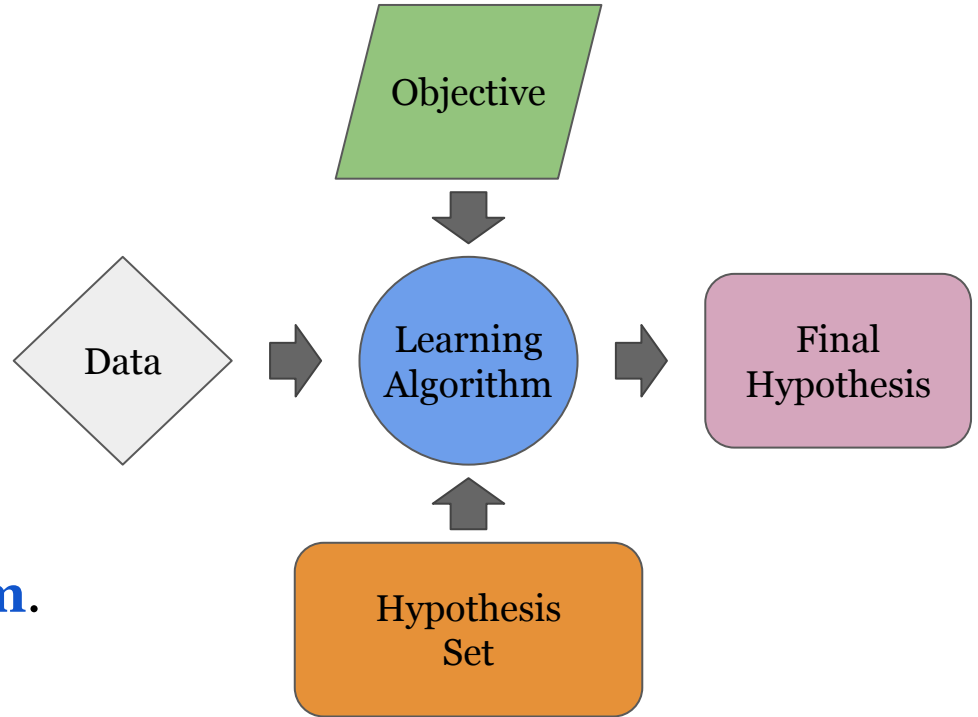 Objective
Data
Learning
Algorithm
Final
Hypothesis
m.
Hypothesis
Set